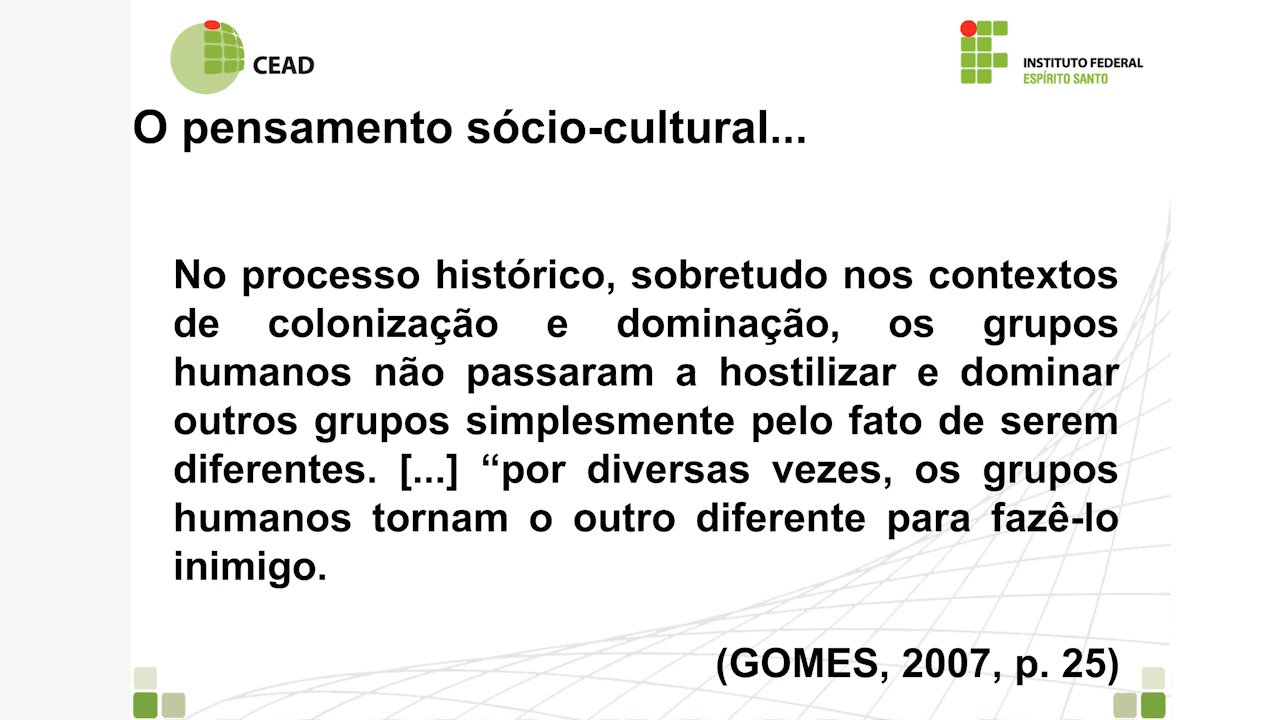 CEAD
INSTITUTO FEDERAL
ESPÍRITO SANTO
O pensamento sócio-cultural...
No processo histórico, sobretudo nos contextos
de colonização e dominação, os grupos
humanos não passaram a hostilizar e dominar
outros grupos simplesmente pelo fato de serem
diferentes. [...] “por diversas vezes, os grupos
humanos tornam o outro diferente para fazê-lo
inimigo.
(GOMES, 2007, p. 25)